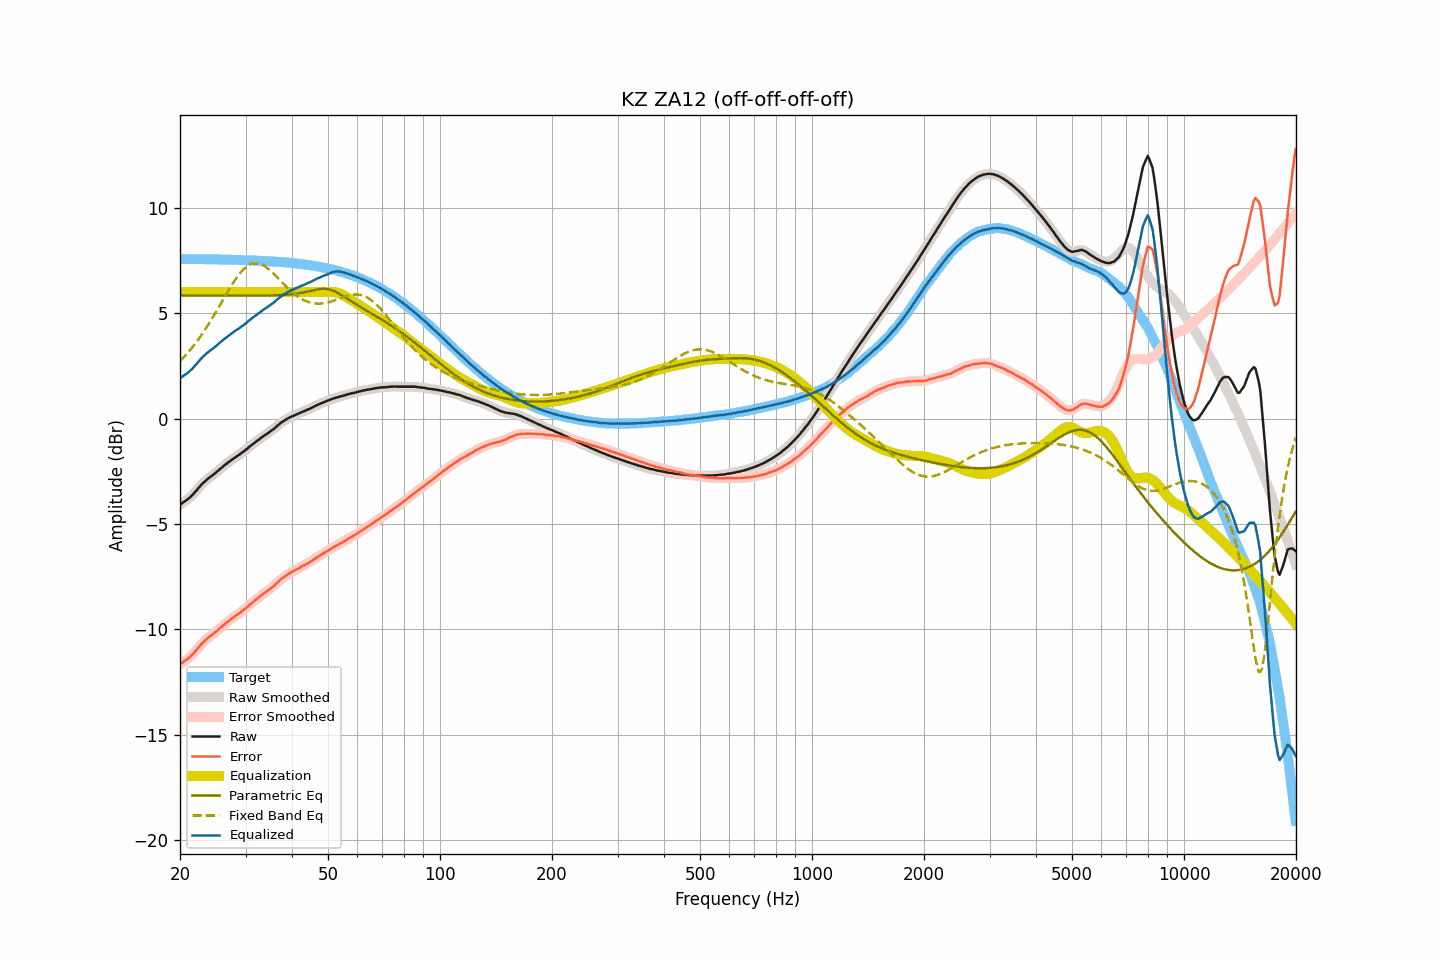 KZ ZA12 (off-off-off-off)
Amplitude (dBr)
10
5
0
−5
−10
−15
−20
Target
Raw Smoothed
Error Smoothed
Raw
Error
Equalization
Parametric Eq
Fixed Band Eq
Equalized
20 50 100 200 500 1000 2000 5000 10000 20000
Frequency (Hz)